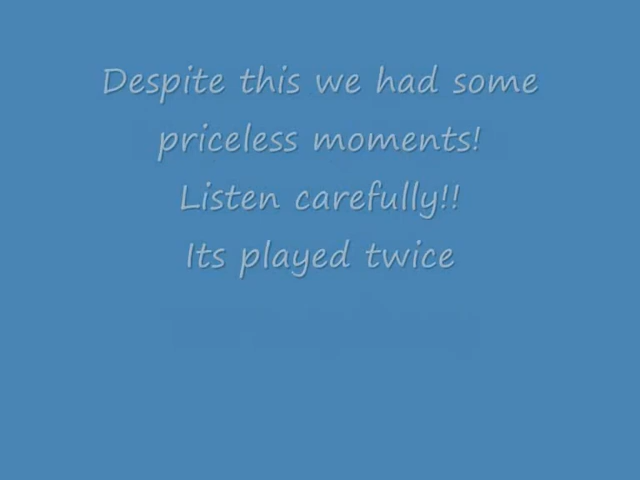 Despite this we had some
priceless moments!
Listen carefully!!
Its played twice